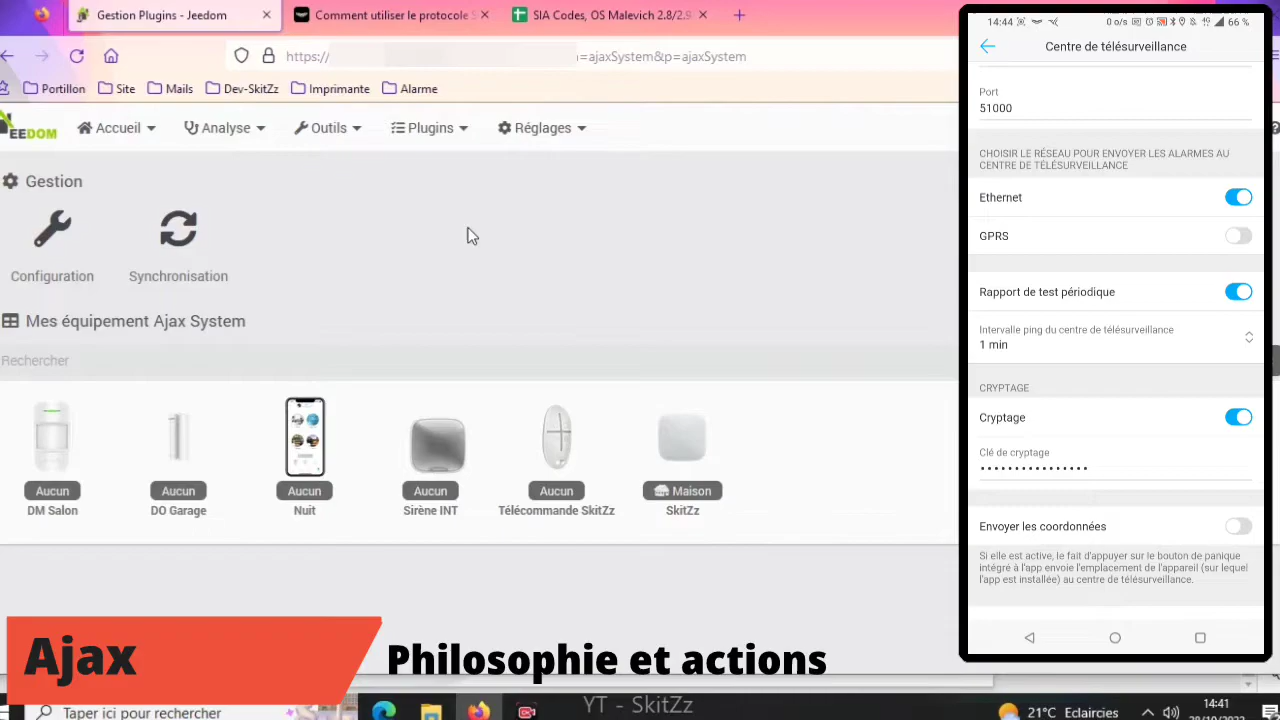 Gestion Plugins - Jeedom
Comment utiliser le protocole S
SIA Codes, OS Malevich 2.8/2.9
https://
=ajaxSystem&p=ajaxSystem
Portillon
Site
Mails
Dev-SkitZz
Imprimante
Alarme
EEDOM
Accueil
Analyse
Outils
Plugins
Réglages
Gestion
Configuration
Synchronisation
Mes équipement Ajax System
Rechercher
Aucun
DM Salon
Aucun
DO Garage
Aucun
Nuit
Aucun
Sirène INT
Aucun
Télécommande SkitZz
Maison
SkitZz
Ajax
Philosophie et actions
Taper ici pour rechercher
YT - SkitZz
21°C Eclaircies
14:41
14:44
0 o/s
4G
66 %
Centre de télésurveillance
Port
51000
CHOISIR LE RÉSEAU POUR ENVOYER LES ALARMES AU
CENTRE DE TÉLÉSURVEILLANCE
Ethernet
GPRS
Rapport de test périodique
Intervalle ping du centre de télésurveillance
1 min
CRYPTAGE
Cryptage
Clé de cryptage
••••••••••••••••
Envoyer les coordonnées
Si elle est active, le fait d'appuyer sur le bouton de panique
intégré à l'app envoie l'emplacement de l'appareil (sur lequel
l'app est installée) au centre de télésurveillance.